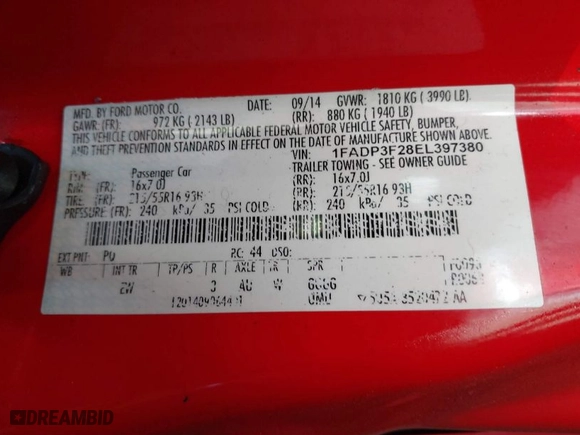 MFD. BY FORD MOTOR CO.
DATE: 09/14 GVWR: 1810 KG ( 3990 LB)
GAWR: (FR): 972 KG ( 2143 LB) (RR): 880 KG ( 1940 LB)
THIS VEHICLE CONFORMS TO ALL APPLICABLE FEDERAL MOTOR VEHICLE SAFETY, BUMPER,
AND THEFT PREVENTION STANDARDS IN EFFECT ON THE DATE OF MANUFACTURE SHOWN ABOVE.
VIN: 1FADP3F28EL397380
TYPE: Passenger Car TRAILER TOWING - SEE OWNER GUIDE
RIM: 16x7.0J (RR): 16x7.0J
TIRE: (FR): 215/55R16 93H 215/55R16 93H
PRESSURE: (FR): 240 kPa/ 35 PSI COLD (RR): 240 kPa/ 35 PSI COLD
EXT PNT: PQ RC: 44 DSO:
WB INT TR TP/PS R AXLE TR SPR
ZW 3 W GGGG
DREAMBID